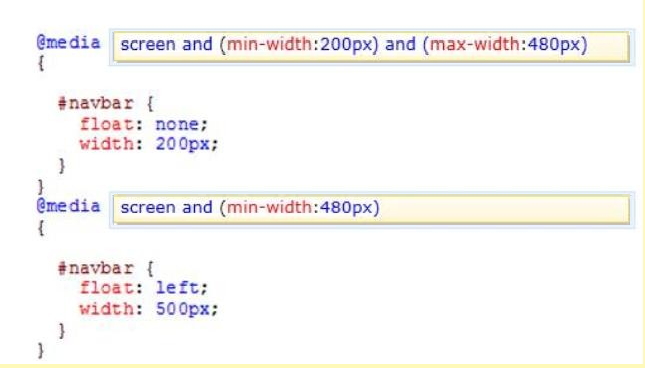 @media screen and (min-width:200px) and (max-width:480px)
{
#navbar {
float: none;
width: 200px;
}
}
@media screen and (min-width:480px)
{
#navbar {
float: left;
width: 500px;
}
}